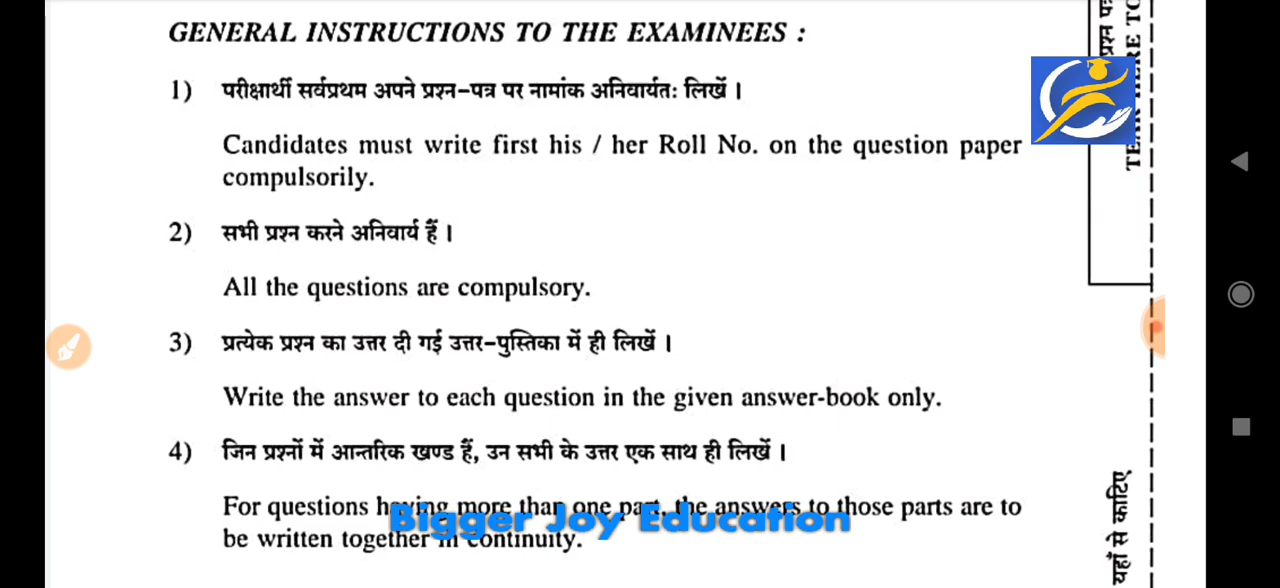 GENERAL INSTRUCTIONS TO THE EXAMINEES :
1) परीक्षार्थी सर्वप्रथम अपने प्रश्न-पत्र पर नामांक अनिवार्यतः लिखें।
Candidates must write first his / her Roll No. on the question paper
compulsorily.
2) सभी प्रश्न करने अनिवार्य हैं।
All the questions are compulsory.
3) प्रत्येक प्रश्न का उत्तर दी गई उत्तर-पुस्तिका में ही लिखें।
Write the answer to each question in the given answer-book only.
4) जिन प्रश्नों में आन्तरिक खण्ड हैं, उन सभी के उत्तर एक साथ ही लिखें।
For questions having more than one part, the answers to those parts are to
be written together in continuity.
Bigger Joy Education
प्रश्न पत्र
HERE TO
यहाँ से काटिए